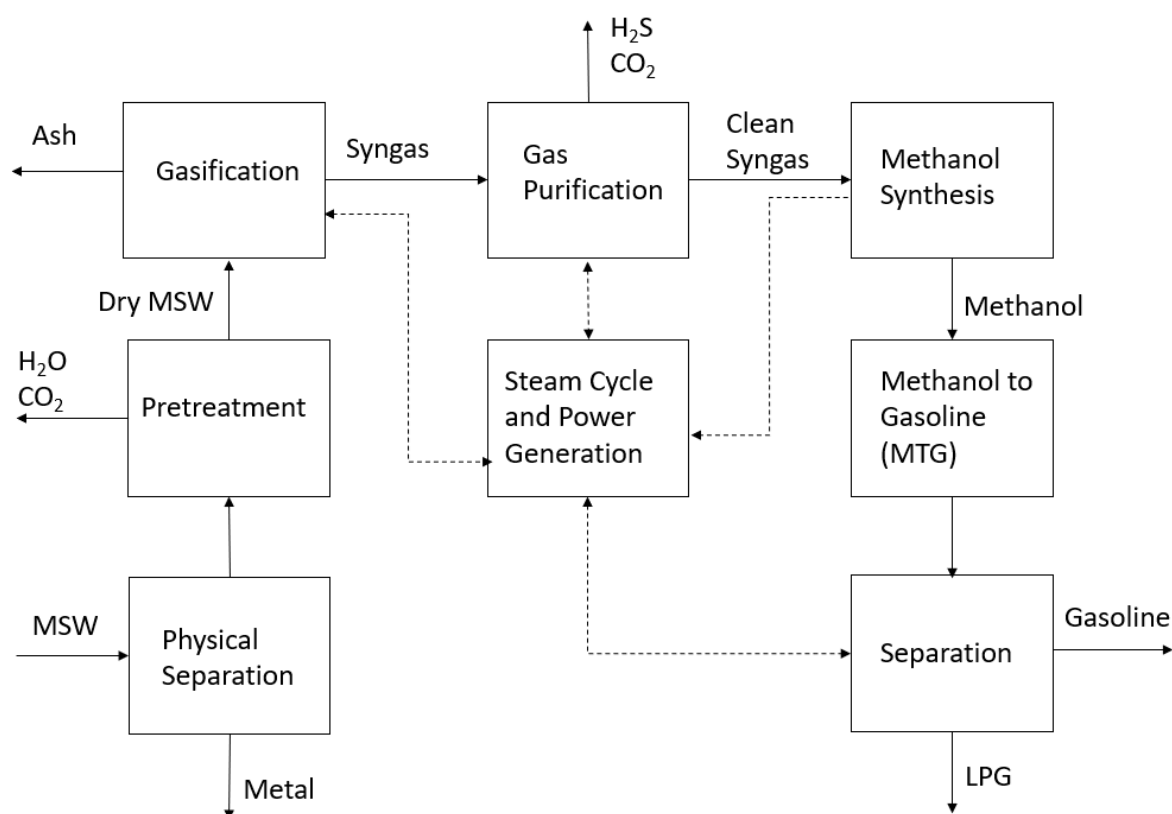 H₂S
CO₂
Ash
Gasification
Syngas
Gas
Purification
Clean
Syngas
Methanol
Synthesis
Dry MSW
Methanol
H₂O
CO₂
Pretreatment
Steam Cycle
and Power
Generation
Methanol to
Gasoline
(MTG)
MSW
Physical
Separation
Separation
Gasoline
Metal
LPG